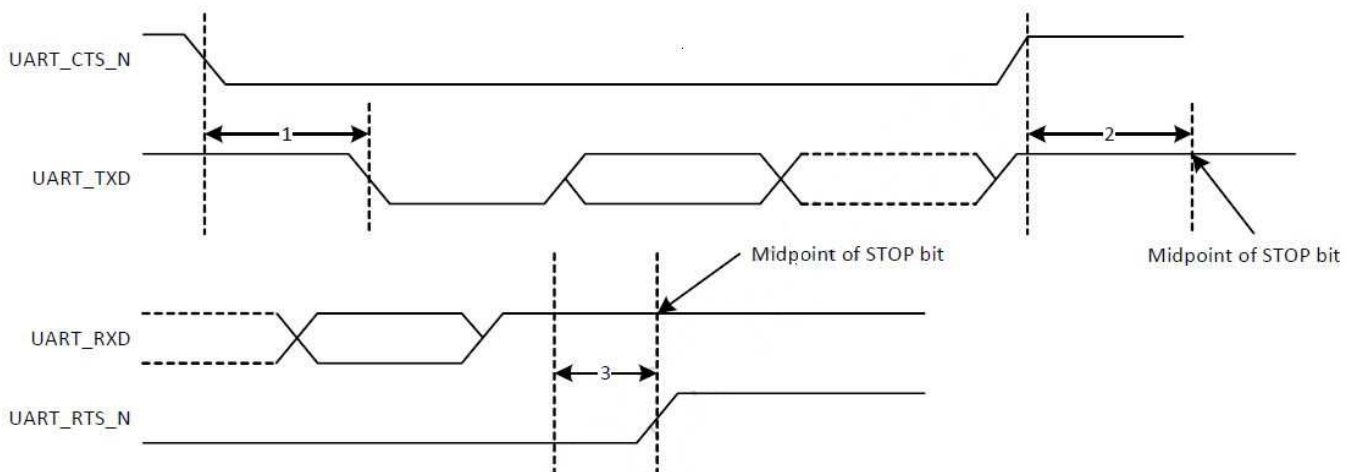 UART_CTS_N
1
2
UART_TXD
Midpoint of STOP bit
Midpoint of STOP bit
UART_RXD
3
UART_RTS_N